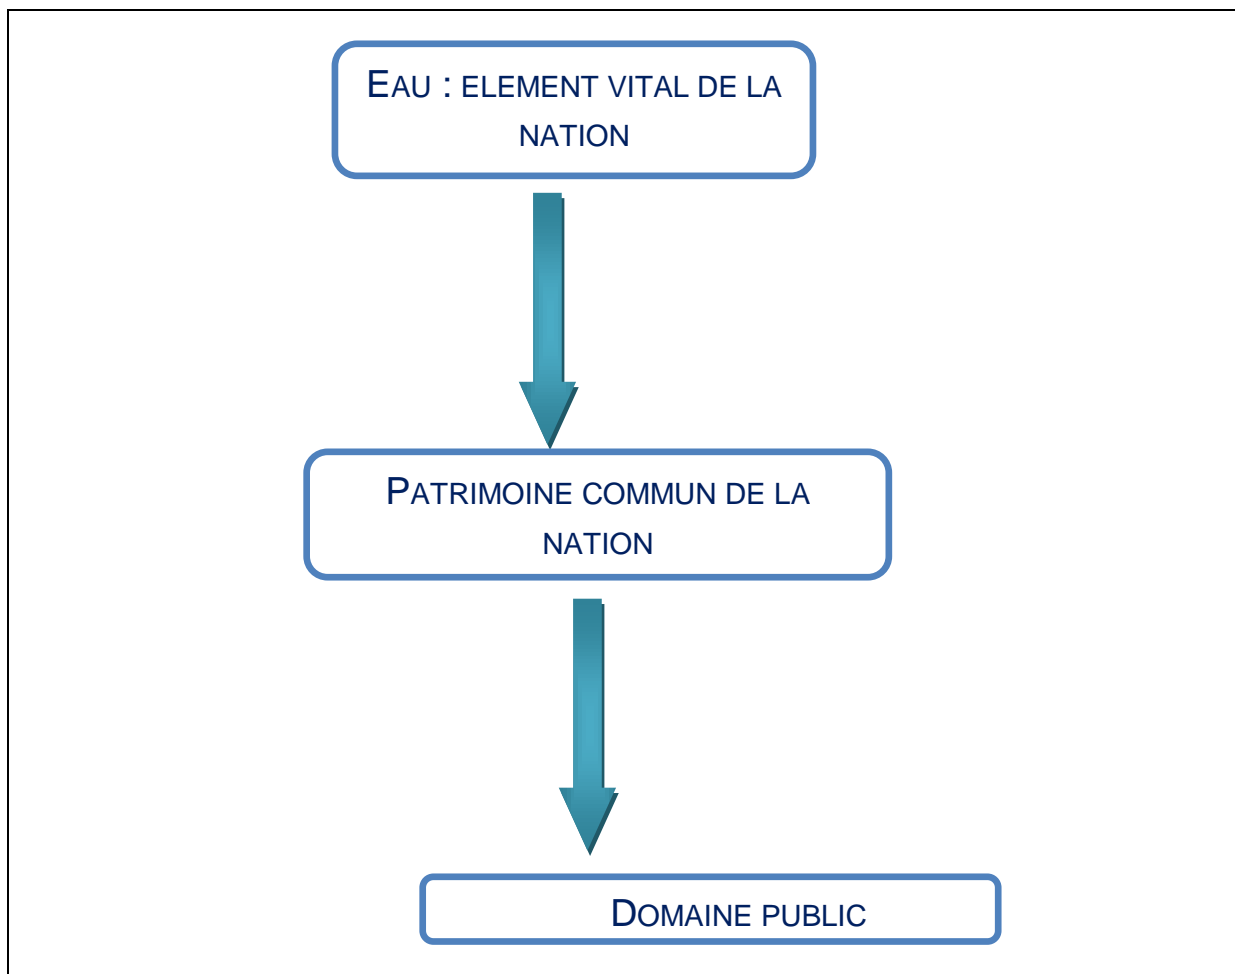 EAU : ELEMENT VITAL DE LA
NATION
PATRIMOINE COMMUN DE LA
NATION
DOMAINE PUBLIC